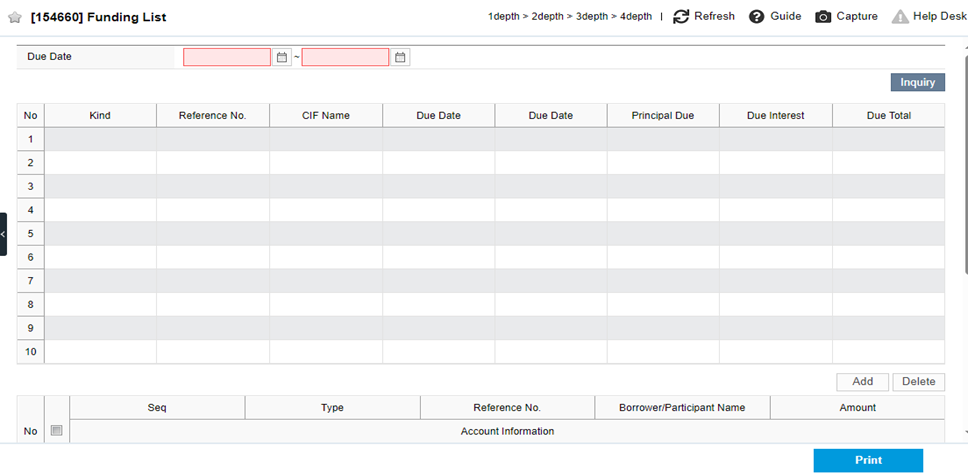 [154660] Funding List
1depth > 2depth > 3depth > 4depth | Refresh Guide Capture Help Desk
Due Date ~
Inquiry
No Kind Reference No. CIF Name Due Date Due Date Principal Due Due Interest Due Total
1
2
3
4
5
6
7
8
9
10
Add Delete
Seq Type Reference No. Borrower/Participant Name Amount
No Account Information
Print